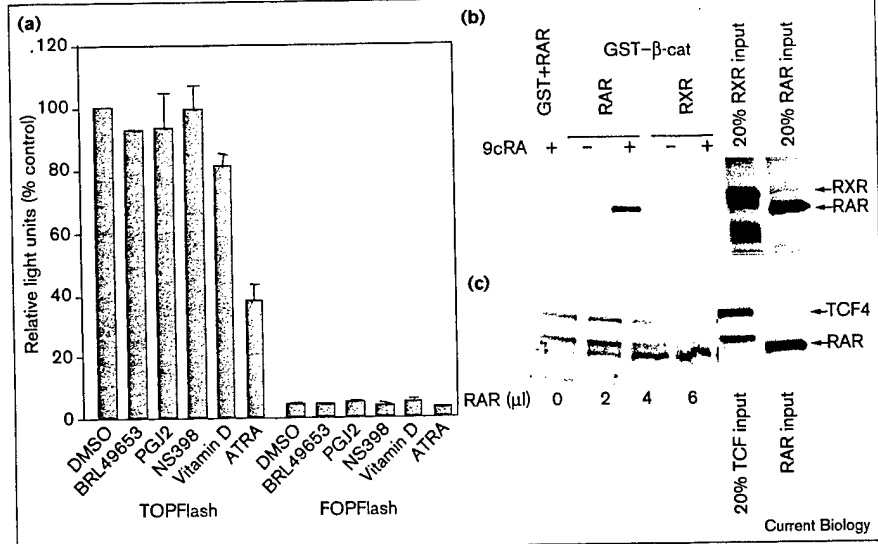 (a)
.120
100
80
60
40
20
0
Relative light units (% control)
DMSO
BRL49653
PGJ2
NS398
Vitamin D
ATRA
DMSO
BRL49653
PGJ2
NS398
Vitamin D
ATRA
TOPFlash
FOPFlash
(b)
GST+RAR
GST–β-cat
RAR
RXR
20% RXR input
20% RAR input
9cRA + – + – +
RXR
RAR
(c)
TCF4
RAR
RAR (µl) 0 2 4 6
20% TCF input
RAR input
Current Biology